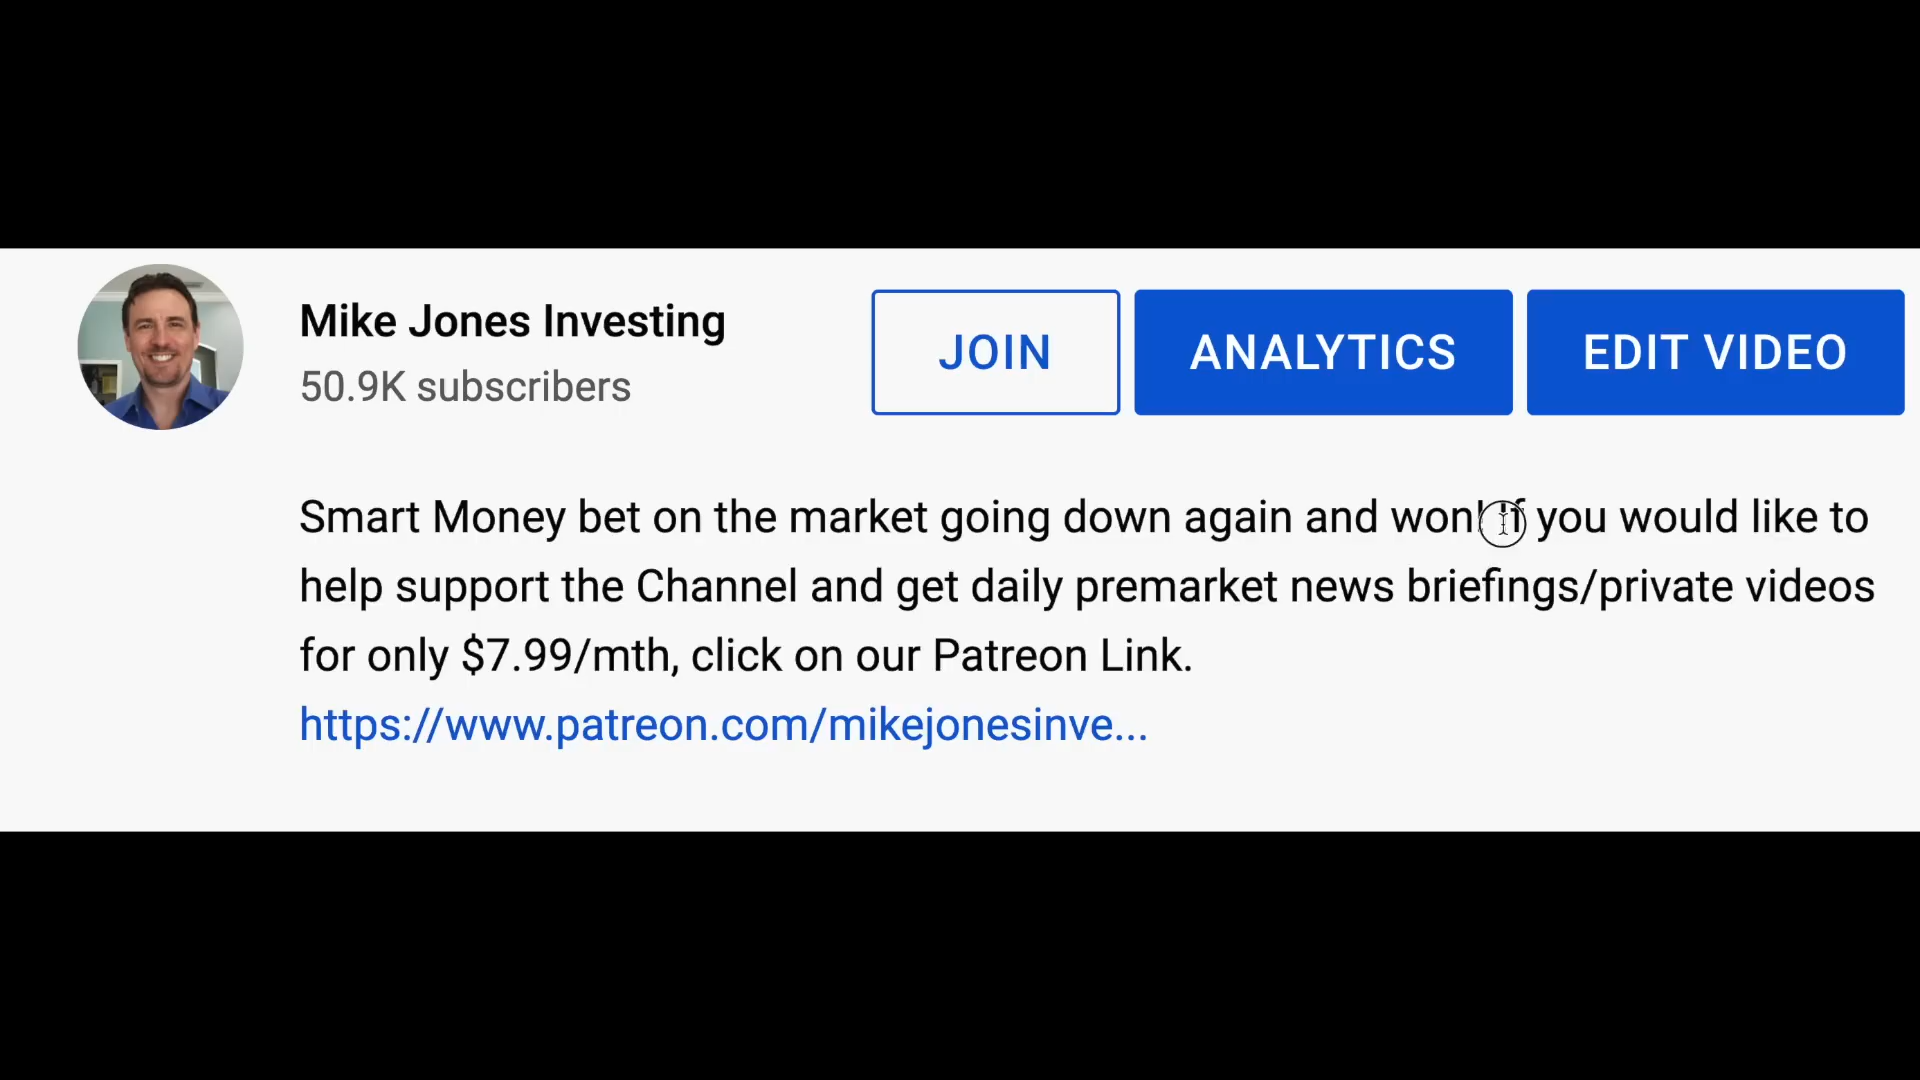 Mike Jones Investing
50.9K subscribers
JOIN
ANALYTICS
EDIT VIDEO
Smart Money bet on the market going down again and won! If you would like to
help support the Channel and get daily premarket news briefings/private videos
for only $7.99/mth, click on our Patreon Link.
https://www.patreon.com/mikejonesinve...